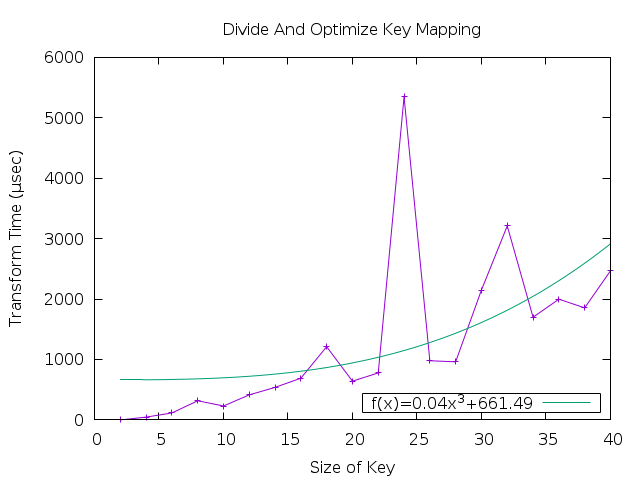 Divide And Optimize Key Mapping
6000
5000
4000
3000
2000
1000
0
Transform Time (µsec)
f(x)=0.04x³+661.49
0 5 10 15 20 25 30 35 40
Size of Key